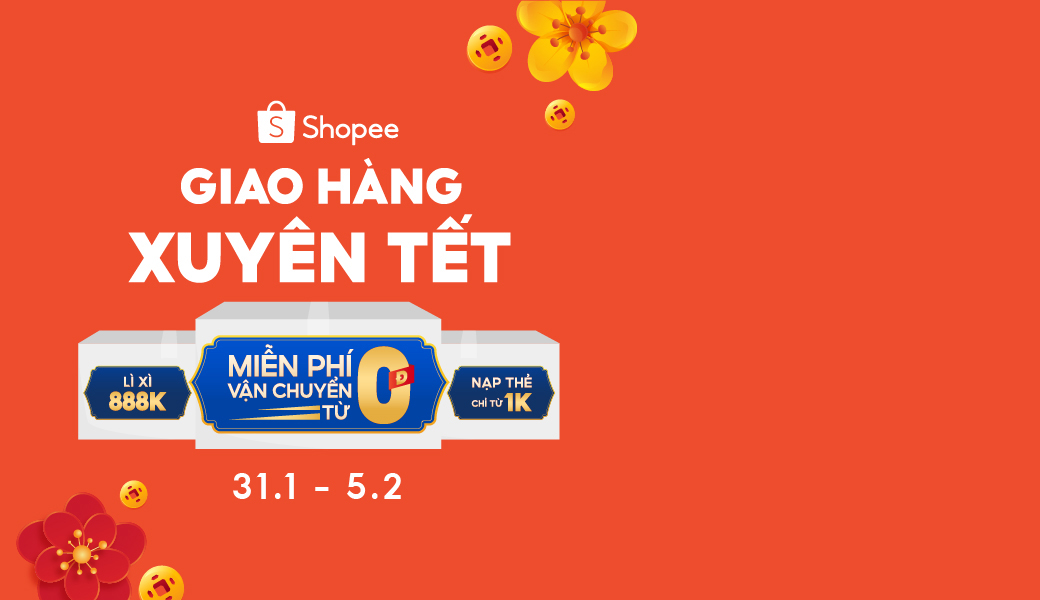 Shopee
GIAO HÀNG
XUYÊN TẾT
LÌ XÌ
888K
MIỄN PHÍ
VẬN CHUYỂN
TỪ 0Đ
NẠP THẺ
CHỈ TỪ 1K
31.1 - 5.2